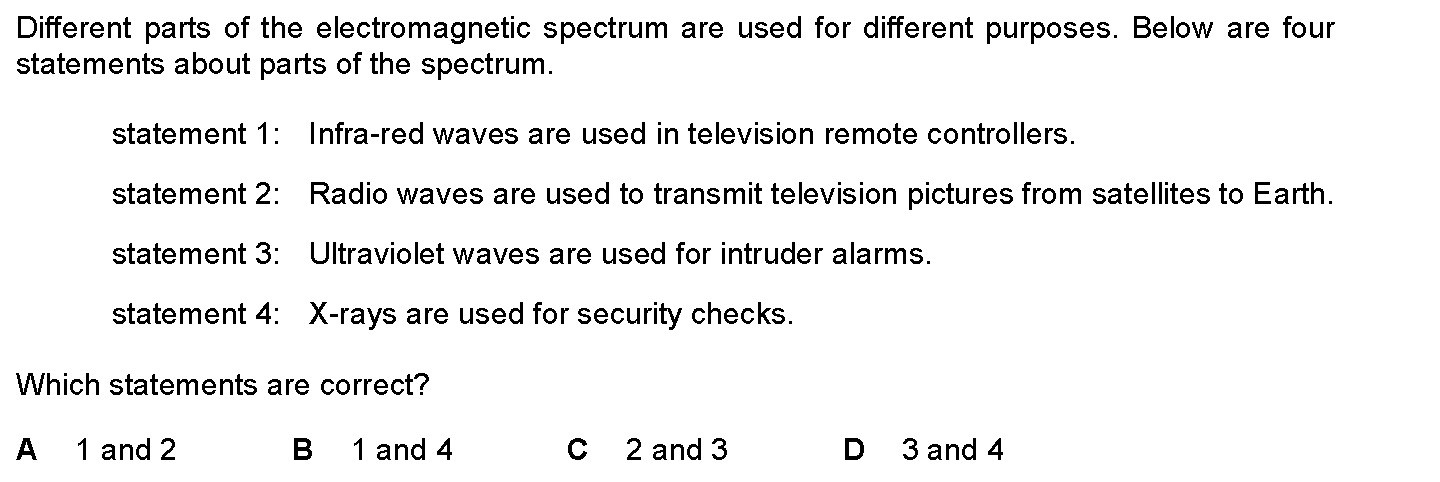 Different parts of the electromagnetic spectrum are used for different purposes. Below are four
statements about parts of the spectrum.
statement 1: Infra-red waves are used in television remote controllers.
statement 2: Radio waves are used to transmit television pictures from satellites to Earth.
statement 3: Ultraviolet waves are used for intruder alarms.
statement 4: X-rays are used for security checks.
Which statements are correct?
A 1 and 2 B 1 and 4 C 2 and 3 D 3 and 4